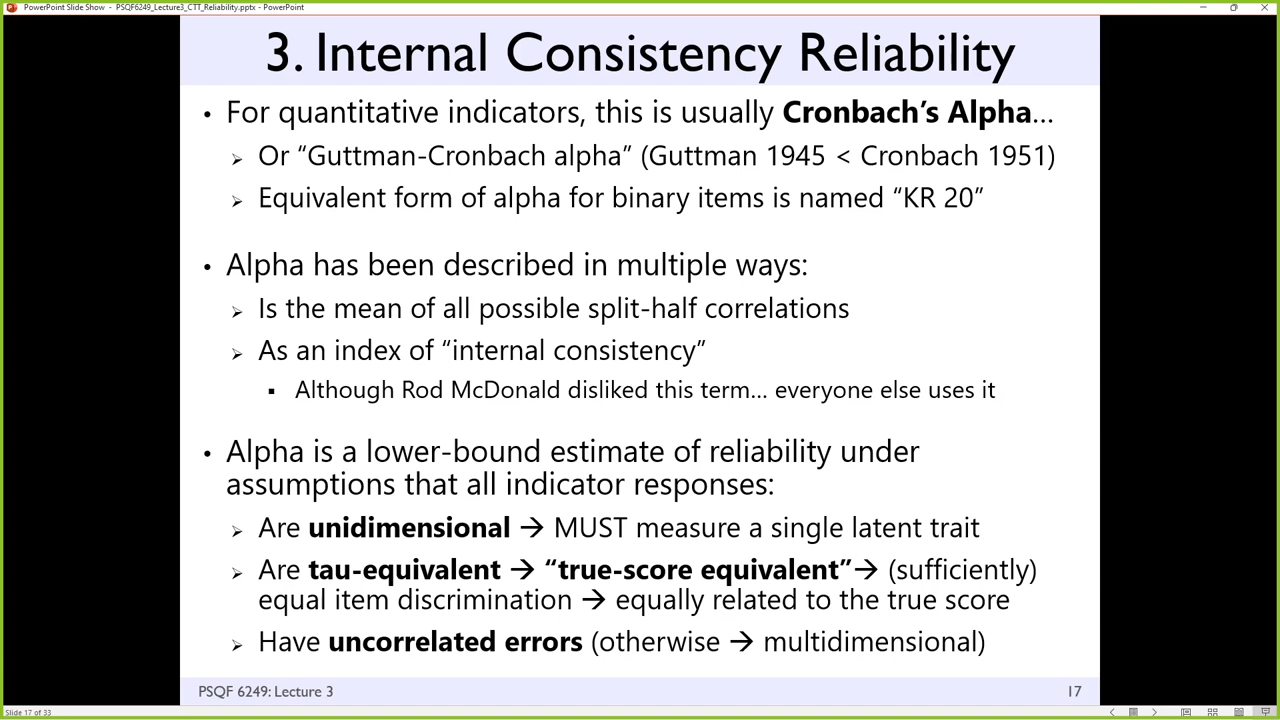 PowerPoint Slide Show - PSQF6249_Lecture3_CTT_Reliability.pptx - PowerPoint
3. Internal Consistency Reliability
• For quantitative indicators, this is usually Cronbach's Alpha…
➢ Or “Guttman-Cronbach alpha” (Guttman 1945 < Cronbach 1951)
➢ Equivalent form of alpha for binary items is named “KR 20”
• Alpha has been described in multiple ways:
➢ Is the mean of all possible split-half correlations
➢ As an index of “internal consistency”
▪ Although Rod McDonald disliked this term… everyone else uses it
• Alpha is a lower-bound estimate of reliability under
assumptions that all indicator responses:
➢ Are unidimensional → MUST measure a single latent trait
➢ Are tau-equivalent → “true-score equivalent”→ (sufficiently)
equal item discrimination → equally related to the true score
➢ Have uncorrelated errors (otherwise → multidimensional)
PSQF 6249: Lecture 3
17
Slide 17 of 33